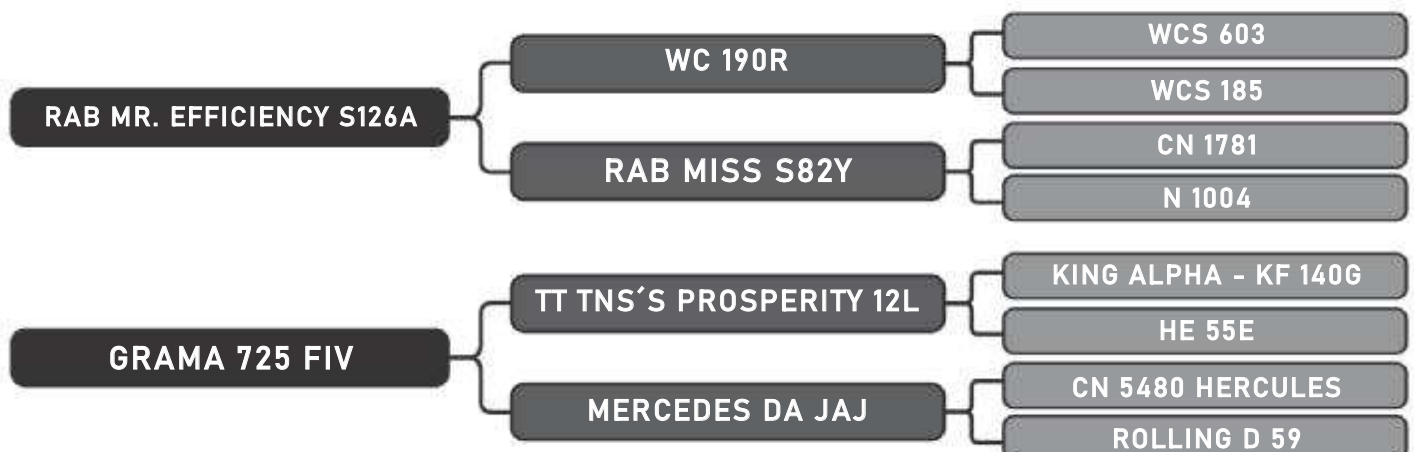 WCS 603
WC 190R
WCS 185
RAB MR. EFFICIENCY S126A
CN 1781
RAB MISS S82Y
N 1004
KING ALPHA - KF 140G
TT TNS´S PROSPERITY 12L
HE 55E
GRAMA 725 FIV
CN 5480 HERCULES
MERCEDES DA JAJ
ROLLING D 59